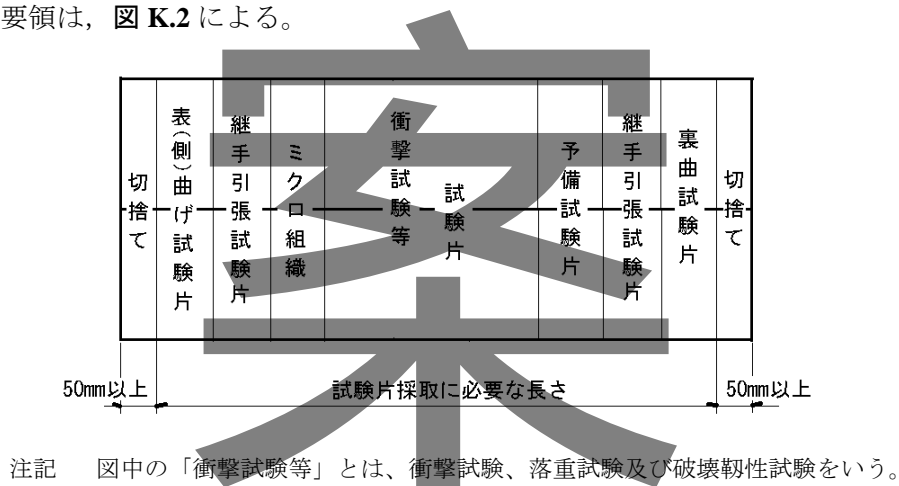 要領は，図 K.2 による。
切捨て
表(側)曲げ試験片
継手引張試験片
ミクロ組織
衝撃試験等
試験片
予備試験片
継手引張試験片
裏曲試験片
切捨て
50mm以上
試験片採取に必要な長さ
50mm以上
注記　図中の「衝撃試験等」とは、衝撃試験、落重試験及び破壊靱性試験をいう。
案